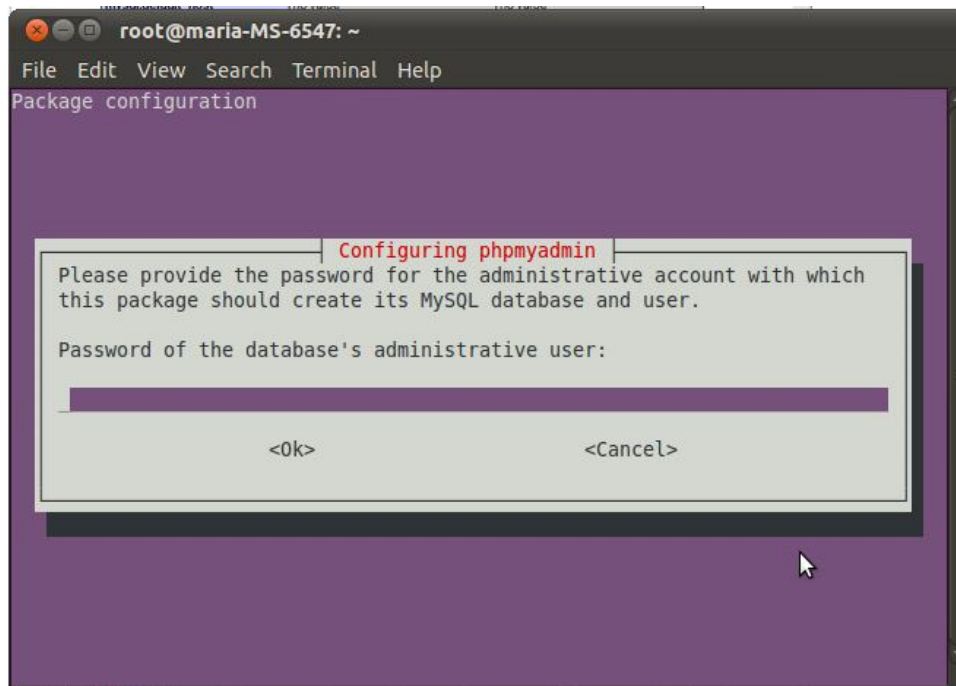 root@maria-MS-6547: ~
File Edit View Search Terminal Help
Package configuration
Configuring phpmyadmin
Please provide the password for the administrative account with which
this package should create its MySQL database and user.
Password of the database's administrative user:
<Ok> <Cancel>